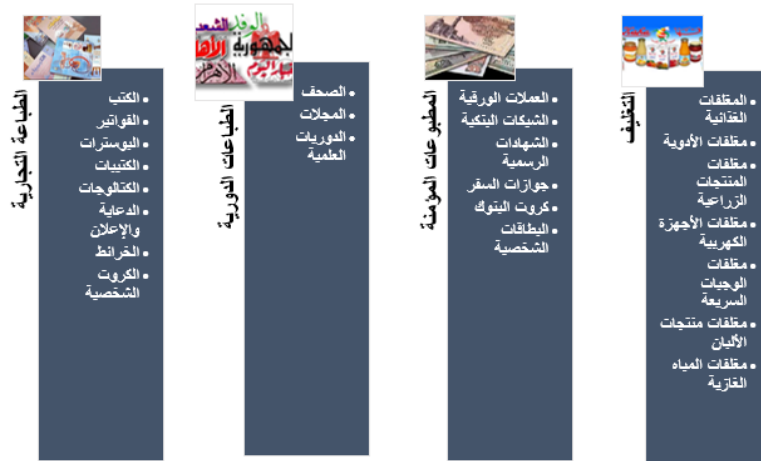 التغليف
المغلفات
الغذائية
مغلفات الأدوية
مغلفات
المنتجات
الزراعية
مغلفات الأجهزة
الكهربية
مغلفات
الوجبات
السريعة
مغلفات منتجات
الألبان
مغلفات المياه
الغازية
المطبوعات المؤمنة
العملات الورقية
الشيكات البنكية
الشهادات
الرسمية
جوازات السفر
كروت البنوك
البطاقات
الشخصية
الطباعات الدورية
الصحف
المجلات
الدوريات
العلمية
الطباعة التجارية
الكتب
الفواتير
البوسترات
الكتيبات
الكتالوجات
الدعاية
والإعلان
الخرائط
الكروت
الشخصية